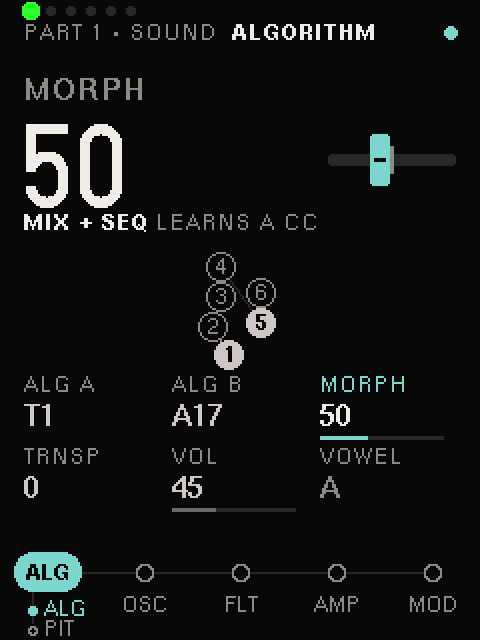 PART 1 · SOUND ALGORITHM
MORPH
50
MIX + SEQ LEARNS A CC
4
3 6
2 5
1
ALG A ALG B MORPH
T1 A17 50
TRNSP VOL VOWEL
0 45 A
ALG
ALG OSC FLT AMP MOD
PIT